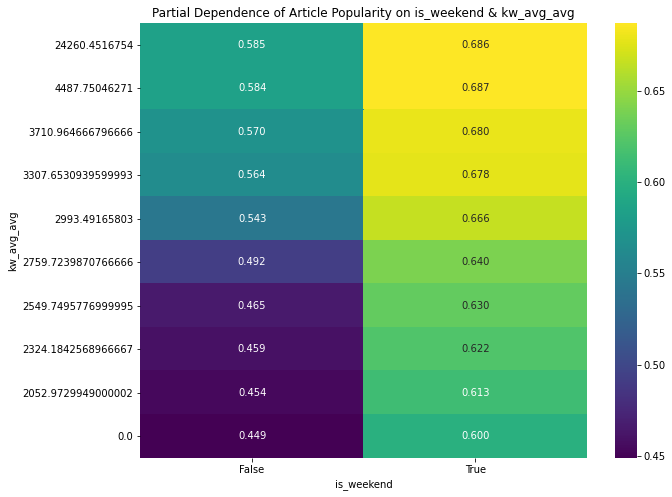 Partial Dependence of Article Popularity on is_weekend & kw_avg_avg
24260.4516754 0.585 0.686
4487.75046271 0.584 0.687
3710.964666796666 0.570 0.680
3307.6530939599993 0.564 0.678
2993.49165803 0.543 0.666
2759.7239870766666 0.492 0.640
2549.7495776999995 0.465 0.630
2324.1842568966667 0.459 0.622
2052.9729949000002 0.454 0.613
0.0 0.449 0.600
False True
is_weekend
kw_avg_avg
0.65
0.60
0.55
0.50
0.45